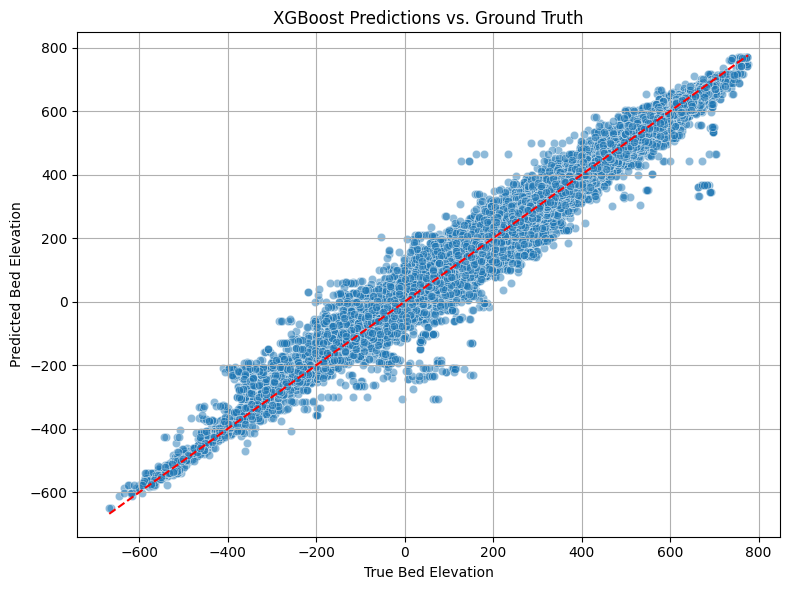 XGBoost Predictions vs. Ground Truth
800
600
400
200
0
−200
−400
−600
Predicted Bed Elevation
−600 −400 −200 0 200 400 600 800
True Bed Elevation